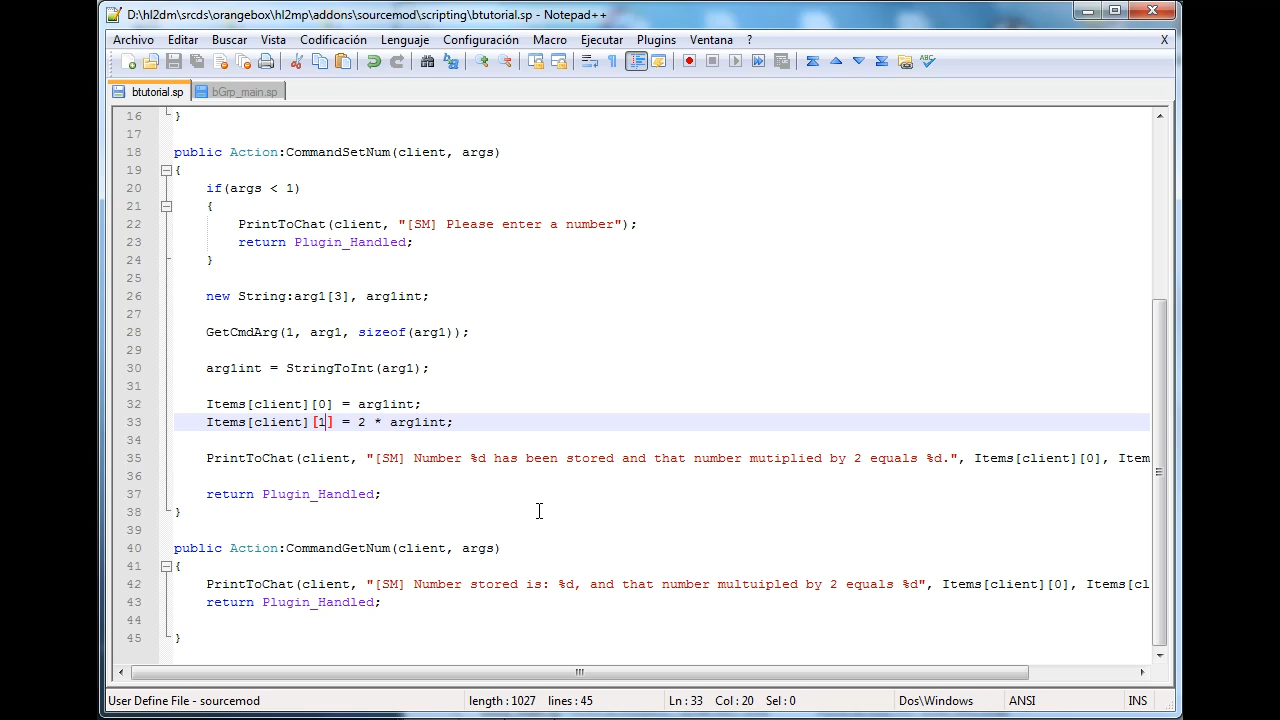 D:\hl2dm\srcds\orangebox\hl2mp\addons\sourcemod\scripting\btutorial.sp - Notepad++
Archivo Editar Buscar Vista Codificación Lenguaje Configuración Macro Ejecutar Plugins Ventana ? X
btutorial.sp bGrp_main.sp
16 }
17
18 public Action:CommandSetNum(client, args)
19 {
20 if(args < 1)
21 {
22 PrintToChat(client, "[SM] Please enter a number");
23 return Plugin_Handled;
24 }
25
26 new String:arg1[3], arg1int;
27
28 GetCmdArg(1, arg1, sizeof(arg1));
29
30 arg1int = StringToInt(arg1);
31
32 Items[client][0] = arg1int;
33 Items[client][1] = 2 * arg1int;
34
35 PrintToChat(client, "[SM] Number %d has been stored and that number mutiplied by 2 equals %d.", Items[client][0], Item
36
37 return Plugin_Handled;
38 }
39
40 public Action:CommandGetNum(client, args)
41 {
42 PrintToChat(client, "[SM] Number stored is: %d, and that number multuipled by 2 equals %d", Items[client][0], Items[cl
43 return Plugin_Handled;
44
45 }
User Define File - sourcemod length : 1027 lines : 45 Ln : 33 Col : 20 Sel : 0 Dos\Windows ANSI INS